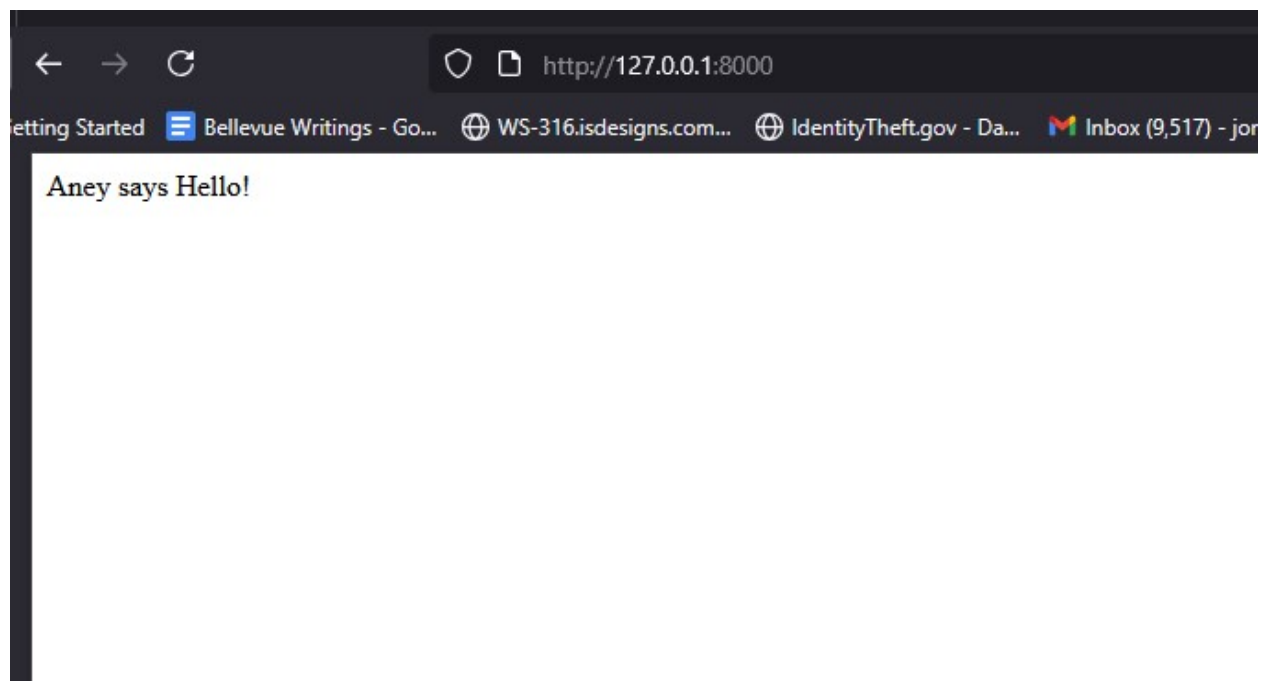 http://127.0.0.1:8000
etting Started Bellevue Writings - Go... WS-316.isdesigns.com... IdentityTheft.gov - Da... Inbox (9,517) - jor
Aney says Hello!